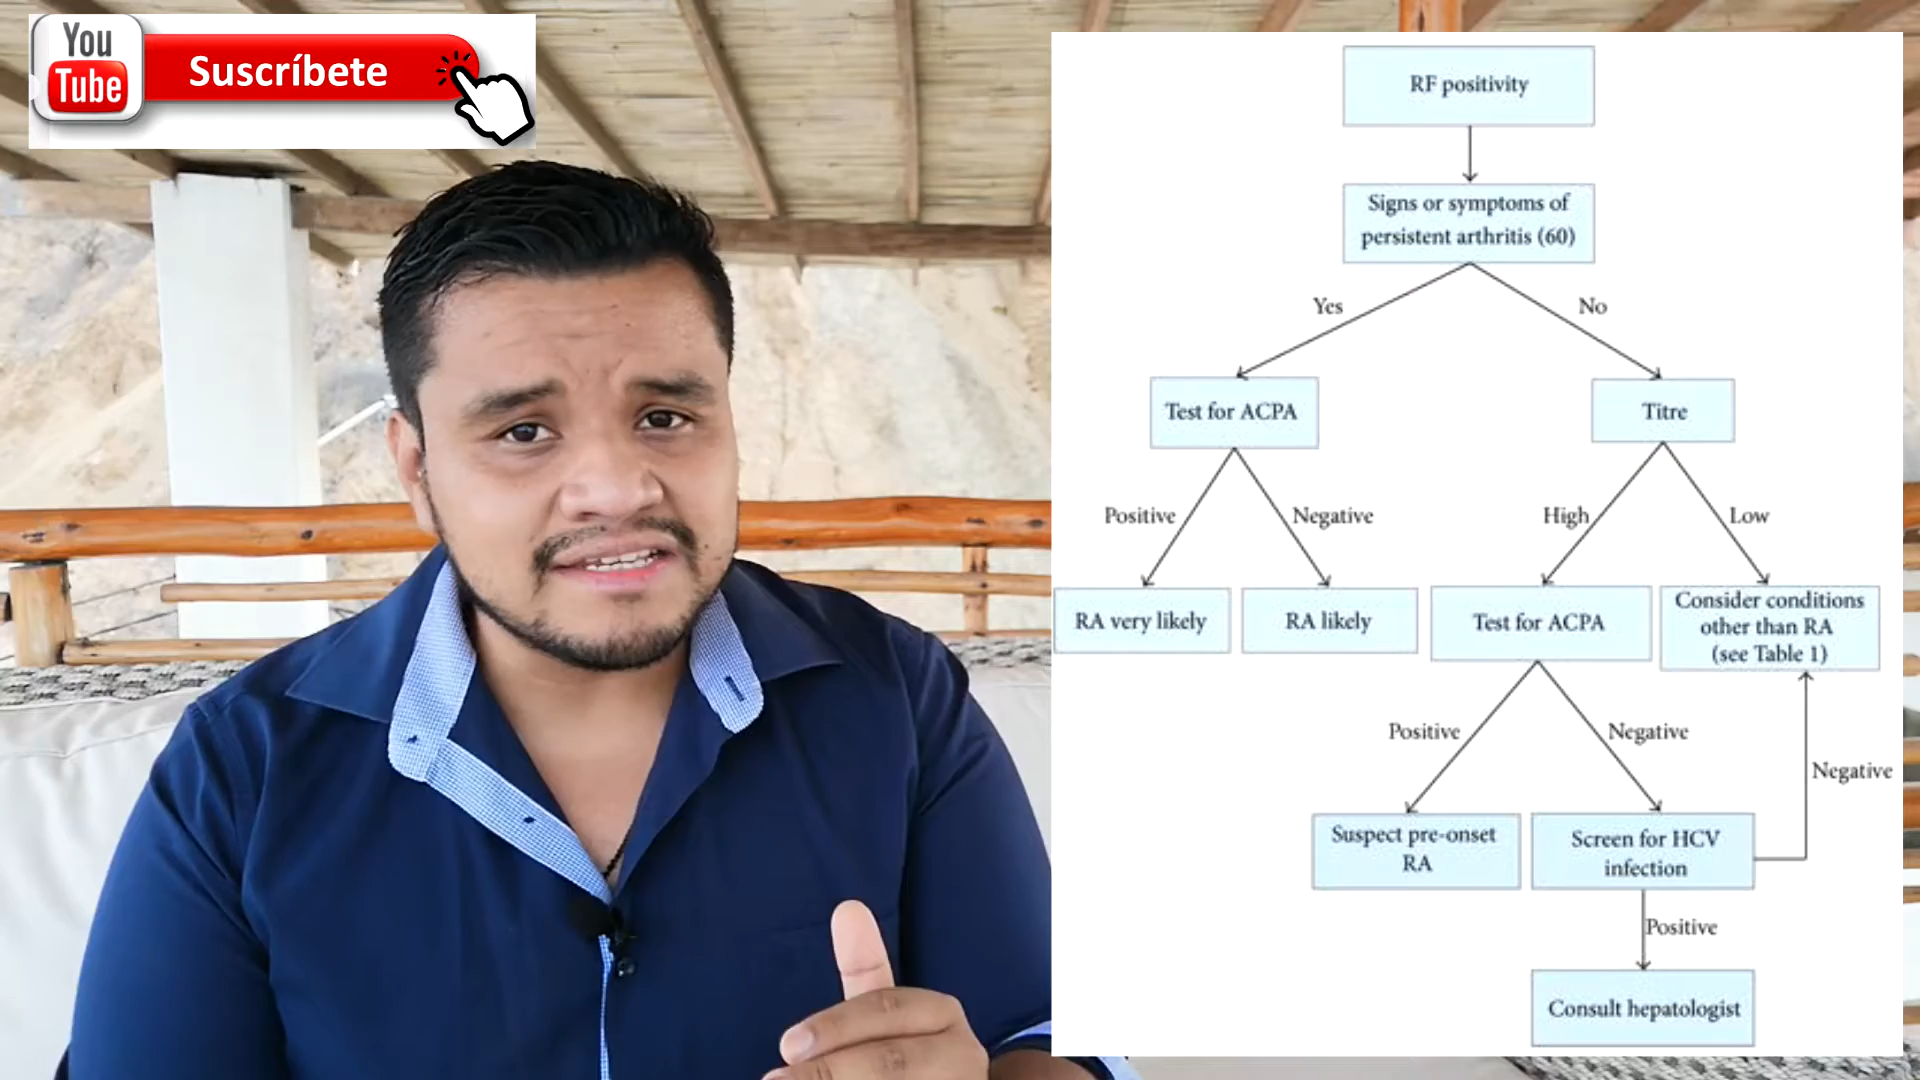 You
Tube
Suscríbete
RF positivity
Signs or symptoms of
persistent arthritis (60)
Yes
No
Test for ACPA
Titre
Positive
Negative
High
Low
RA very likely
RA likely
Test for ACPA
Consider conditions
other than RA
(see Table 1)
Positive
Negative
Negative
Suspect pre-onset
RA
Screen for HCV
infection
Positive
Consult hepatologist